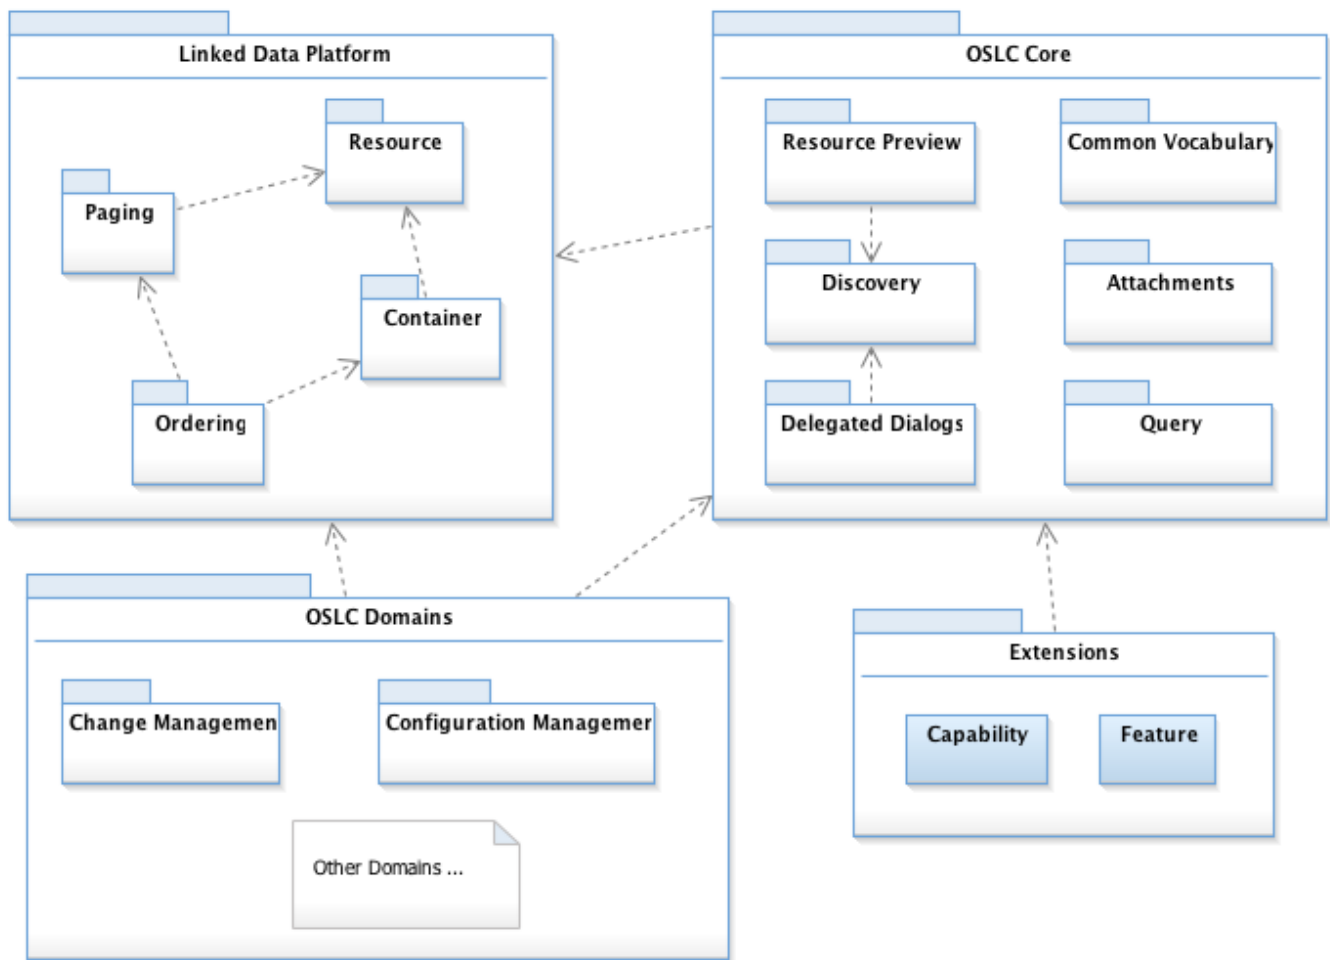 Linked Data Platform
Resource
Paging
Container
Ordering
OSLC Core
Resource Preview
Common Vocabulary
Discovery
Attachments
Delegated Dialogs
Query
OSLC Domains
Change Managemen
Configuration Managemer
Other Domains ...
Extensions
Capability
Feature